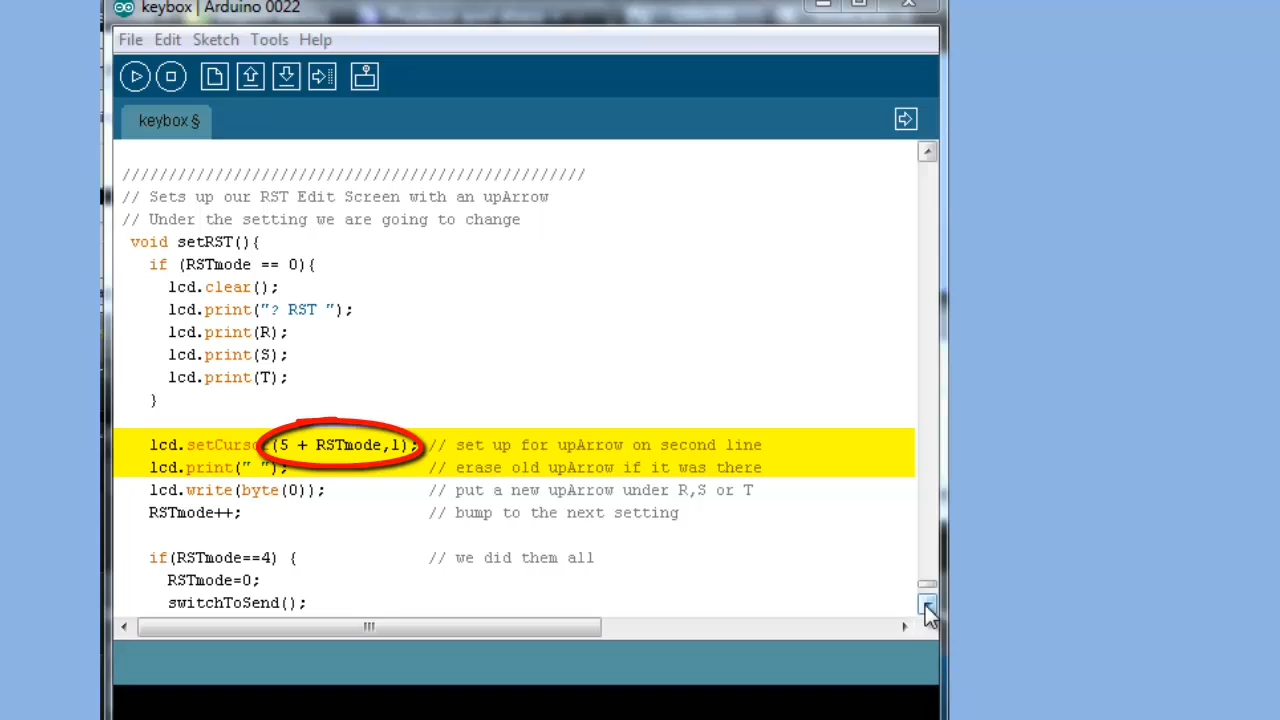 keybox | Arduino 0022
File Edit Sketch Tools Help
keybox §
//////////////////////////////////////////////////
// Sets up our RST Edit Screen with an upArrow
// Under the setting we are going to change
void setRST(){
if (RSTmode == 0){
lcd.clear();
lcd.print("? RST ");
lcd.print(R);
lcd.print(S);
lcd.print(T);
}
lcd.setCursor(5 + RSTmode,1); // set up for upArrow on second line
lcd.print(" "); // erase old upArrow if it was there
lcd.write(byte(0)); // put a new upArrow under R,S or T
RSTmode++; // bump to the next setting
if(RSTmode==4) { // we did them all
RSTmode=0;
switchToSend();